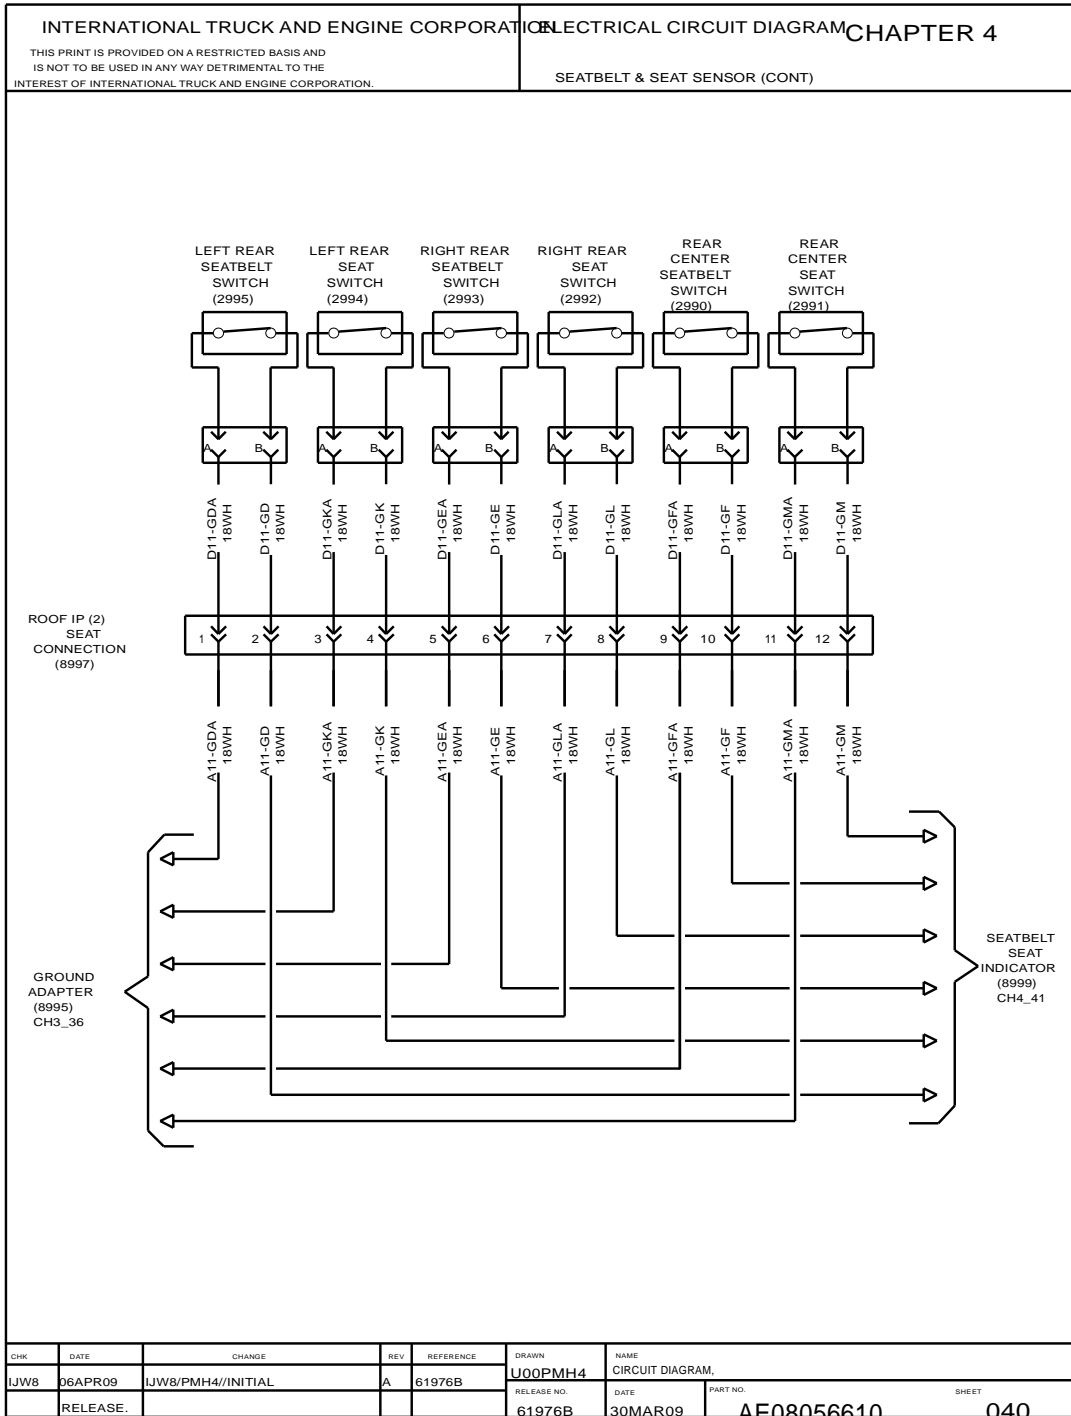 INTERNATIONAL TRUCK AND ENGINE CORPORATION
THIS PRINT IS PROVIDED ON A RESTRICTED BASIS AND
IS NOT TO BE USED IN ANY WAY DETRIMENTAL TO THE
INTEREST OF INTERNATIONAL TRUCK AND ENGINE CORPORATION.
ELECTRICAL CIRCUIT DIAGRAM
CHAPTER 4
SEATBELT & SEAT SENSOR (CONT)
LEFT REAR
SEATBELT
SWITCH
(2995)
LEFT REAR
SEAT
SWITCH
(2994)
RIGHT REAR
SEATBELT
SWITCH
(2993)
RIGHT REAR
SEAT
SWITCH
(2992)
REAR
CENTER
SEATBELT
SWITCH
(2990)
REAR
CENTER
SEAT
SWITCH
(2991)
A B A B A B A B A B A B
D11-GDA
18WH
D11-GD
18WH
D11-GKA
18WH
D11-GK
18WH
D11-GEA
18WH
D11-GE
18WH
D11-GLA
18WH
D11-GL
18WH
D11-GFA
18WH
D11-GF
18WH
D11-GMA
18WH
D11-GM
18WH
ROOF IP (2)
SEAT
CONNECTION
(8997)
1 2 3 4 5 6 7 8 9 10 11 12
A11-GDA
18WH
A11-GD
18WH
A11-GKA
18WH
A11-GK
18WH
A11-GEA
18WH
A11-GE
18WH
A11-GLA
18WH
A11-GL
18WH
A11-GFA
18WH
A11-GF
18WH
A11-GMA
18WH
A11-GM
18WH
GROUND
ADAPTER
(8995)
CH3_36
SEATBELT
SEAT
INDICATOR
(8999)
CH4_41
CHK DATE CHANGE REV REFERENCE
IJW8 06APR09 IJW8/PMH4//INITIAL A 61976B
RELEASE.
DRAWN
U00PMH4
NAME
CIRCUIT DIAGRAM,
RELEASE NO.
61976B
DATE
30MAR09
PART NO.
AE08056610
SHEET
040